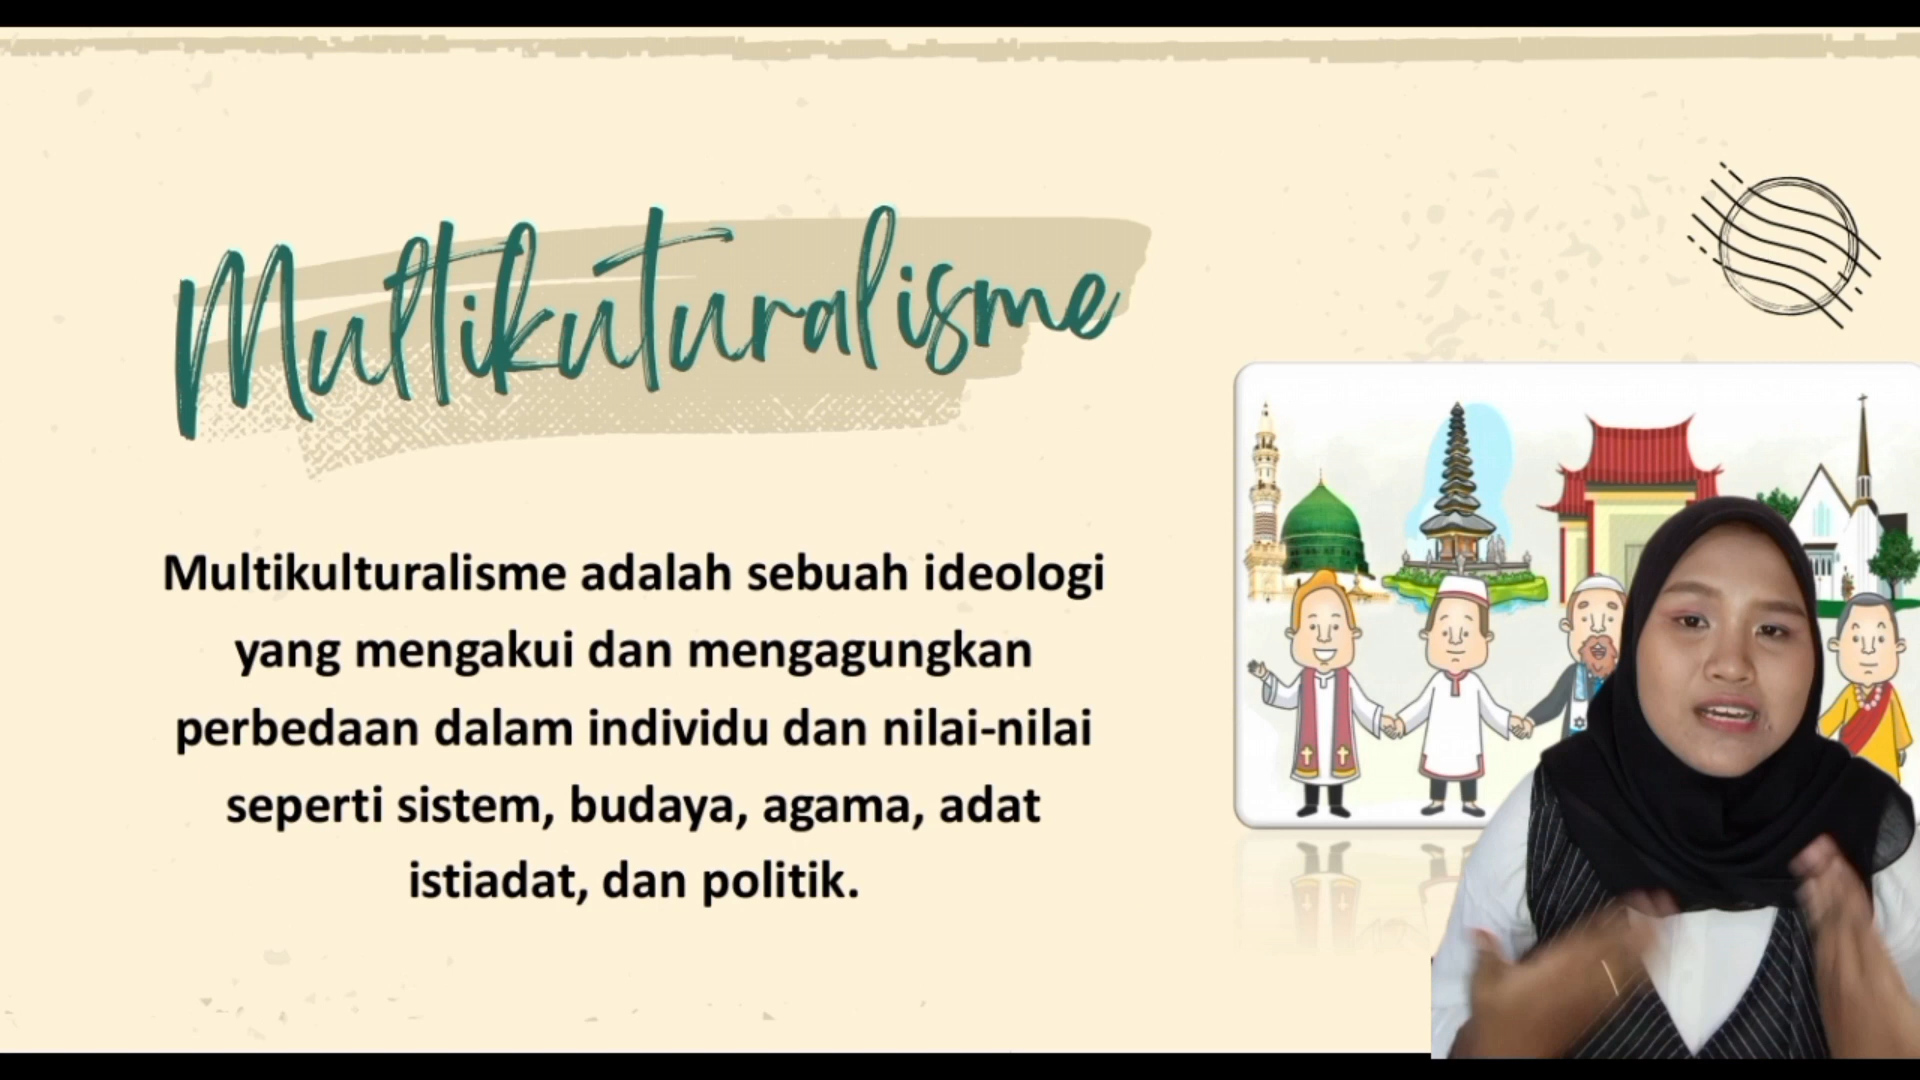 Multikuturalisme
Multikulturalisme adalah sebuah ideologi
yang mengakui dan mengagungkan
perbedaan dalam individu dan nilai-nilai
seperti sistem, budaya, agama, adat
istiadat, dan politik.